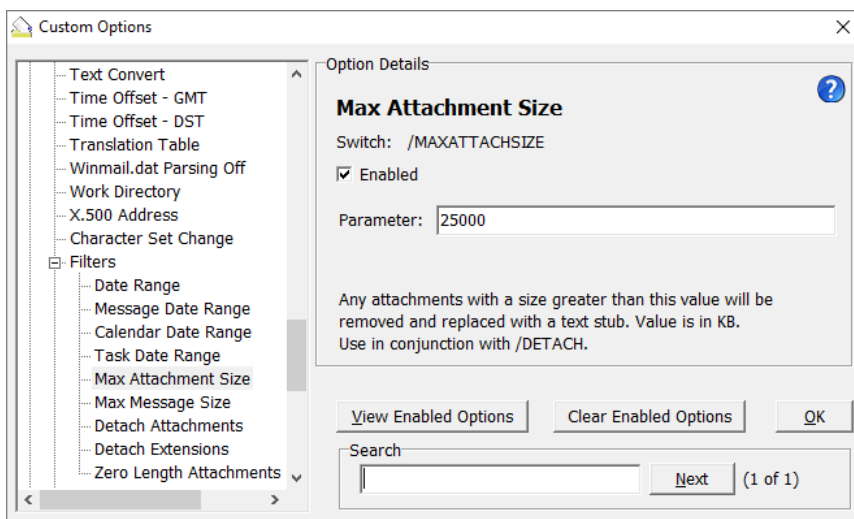 Custom Options
Text Convert
Time Offset - GMT
Time Offset - DST
Translation Table
Winmail.dat Parsing Off
Work Directory
X.500 Address
Character Set Change
Filters
Date Range
Message Date Range
Calendar Date Range
Task Date Range
Max Attachment Size
Max Message Size
Detach Attachments
Detach Extensions
Zero Length Attachments
Option Details
?
Max Attachment Size
Switch: /MAXATTACHSIZE
Enabled
Parameter: 25000
Any attachments with a size greater than this value will be
removed and replaced with a text stub. Value is in KB.
Use in conjunction with /DETACH.
View Enabled Options
Clear Enabled Options
OK
Search
Next (1 of 1)